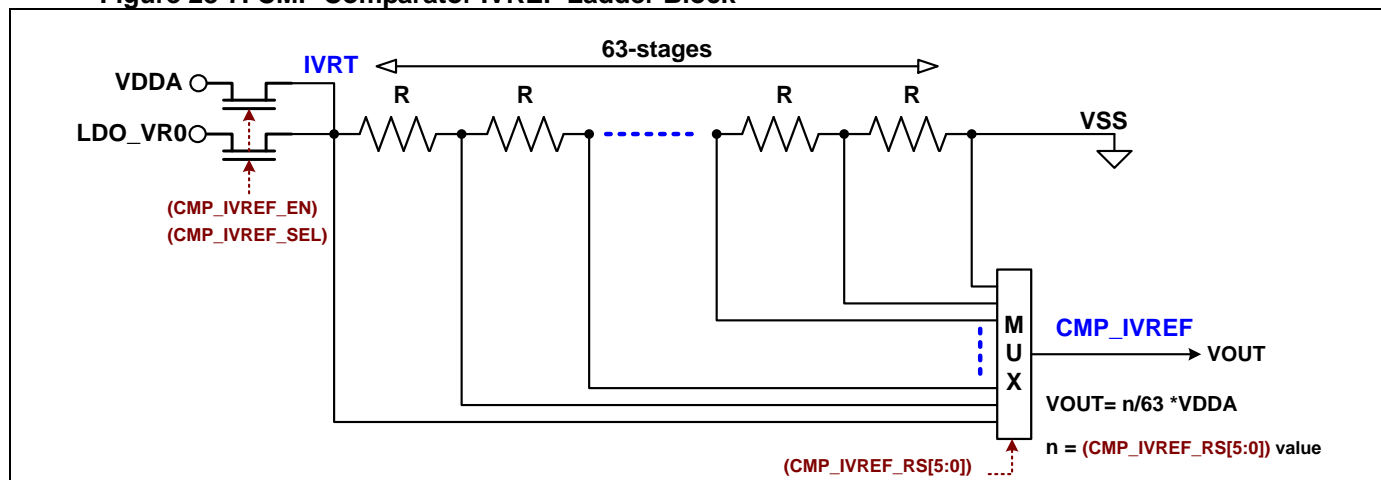 63-stages
IVRT
VDDA
R R R R
LDO_VR0
VSS
(CMP_IVREF_EN)
(CMP_IVREF_SEL)
M
U
X
CMP_IVREF
VOUT
VOUT= n/63 *VDDA
n = (CMP_IVREF_RS[5:0]) value
(CMP_IVREF_RS[5:0])